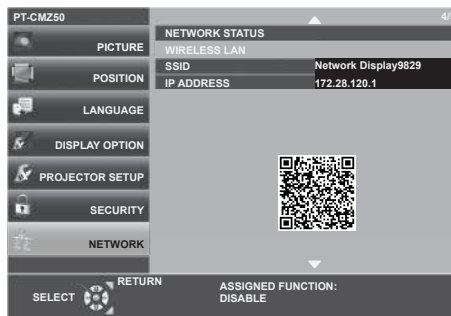 PT-CMZ50
4/
PICTURE
POSITION
LANGUAGE
DISPLAY OPTION
PROJECTOR SETUP
SECURITY
NETWORK
NETWORK STATUS
WIRELESS LAN
SSID Network Display9829
IP ADDRESS 172.28.120.1
RETURN
SELECT
ASSIGNED FUNCTION:
DISABLE